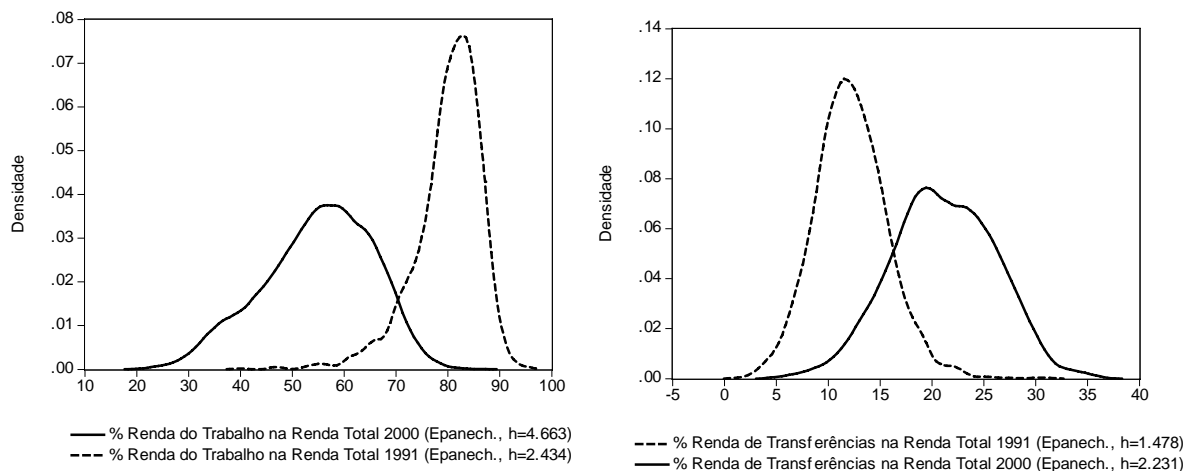 .08
.07
.06
.05
.04
.03
.02
.01
.00
Densidade
10 20 30 40 50 60 70 80 90 100
% Renda do Trabalho na Renda Total 2000 (Epanech., h=4.663)
% Renda do Trabalho na Renda Total 1991 (Epanech., h=2.434)
.14
.12
.10
.08
.06
.04
.02
.00
Densidade
-5 0 5 10 15 20 25 30 35 40
% Renda de Transferências na Renda Total 1991 (Epanech., h=1.478)
% Renda de Transferências na Renda Total 2000 (Epanech., h=2.231)